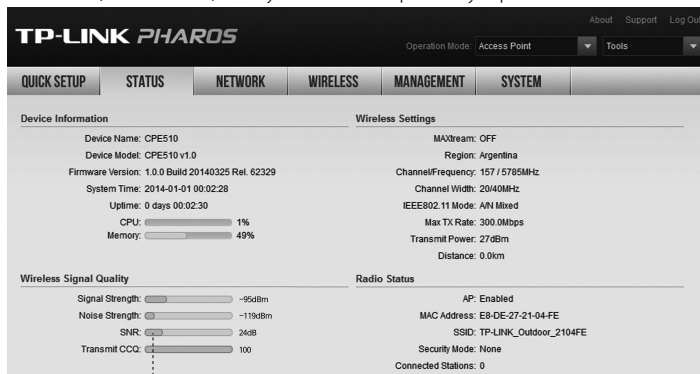 TP-LINK PHAROS
About Support Log Out
Operation Mode: Access Point Tools
QUICK SETUP STATUS NETWORK WIRELESS MANAGEMENT SYSTEM
Device Information
Device Name: CPE510
Device Model: CPE510 v1.0
Firmware Version: 1.0.0 Build 20140325 Rel. 62329
System Time: 2014-01-01 00:02:28
Uptime: 0 days 00:02:30
CPU: 1%
Memory: 49%
Wireless Settings
MAXtream: OFF
Region: Argentina
Channel/Frequency: 157 / 5785MHz
Channel Width: 20/40MHz
IEEE802.11 Mode: A/N Mixed
Max TX Rate: 300.0Mbps
Transmit Power: 27dBm
Distance: 0.0km
Wireless Signal Quality
Signal Strength: -95dBm
Noise Strength: -119dBm
SNR: 24dB
Transmit CCQ: 100
Radio Status
AP: Enabled
MAC Address: E8-DE-27-21-04-FE
SSID: TP-LINK_Outdoor_2104FE
Security Mode: None
Connected Stations: 0